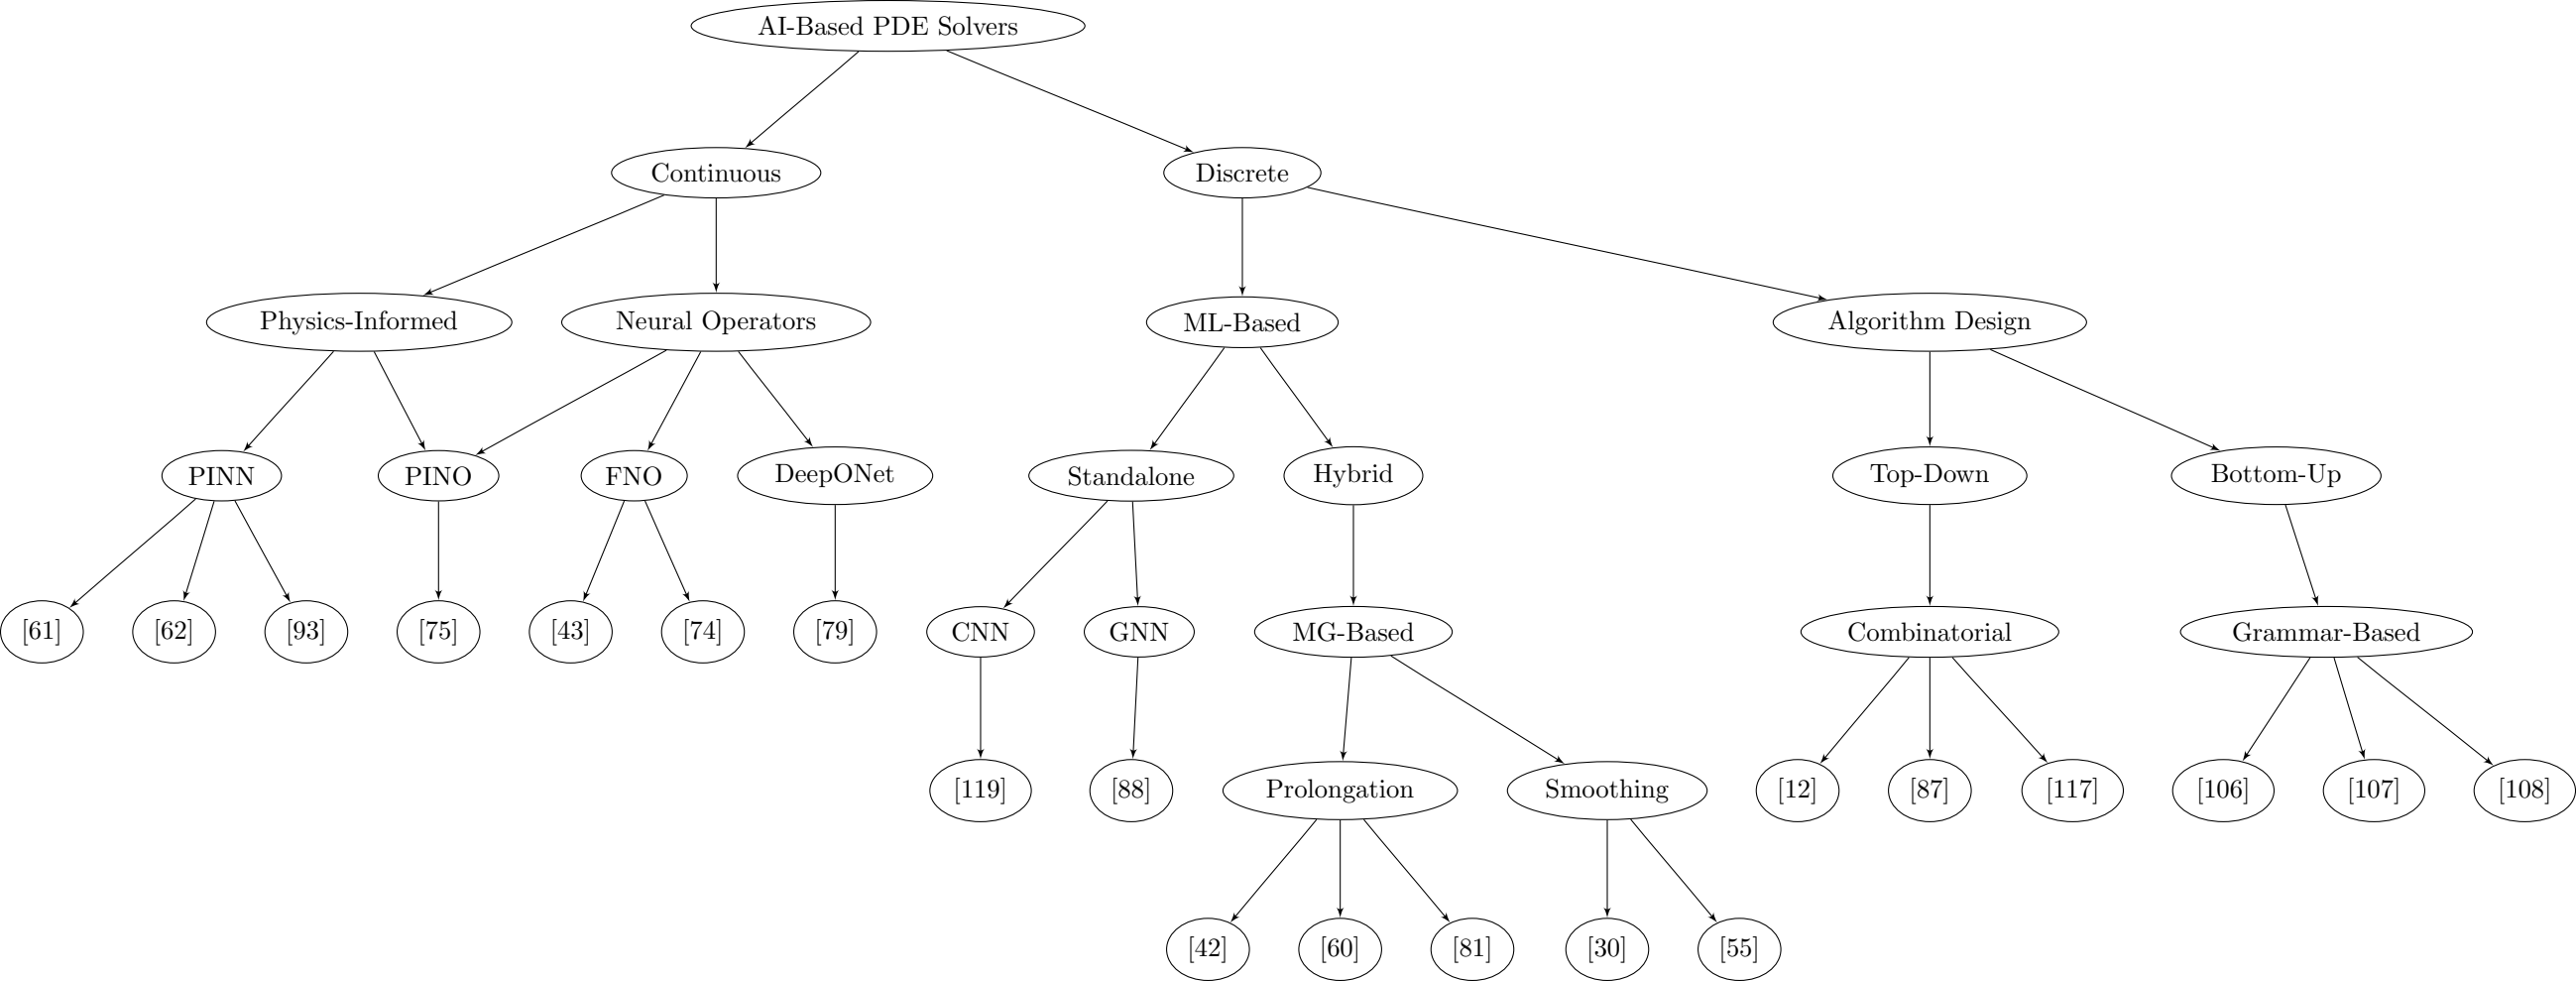 AI-Based PDE Solvers
Continuous
Discrete
Physics-Informed
Neural Operators
ML-Based
Algorithm Design
PINN
PINO
FNO
DeepONet
Standalone
Hybrid
Top-Down
Bottom-Up
[61]
[62]
[93]
[75]
[43]
[74]
[79]
CNN
GNN
MG-Based
Combinatorial
Grammar-Based
[119]
[88]
Prolongation
Smoothing
[12]
[87]
[117]
[106]
[107]
[108]
[42]
[60]
[81]
[30]
[55]